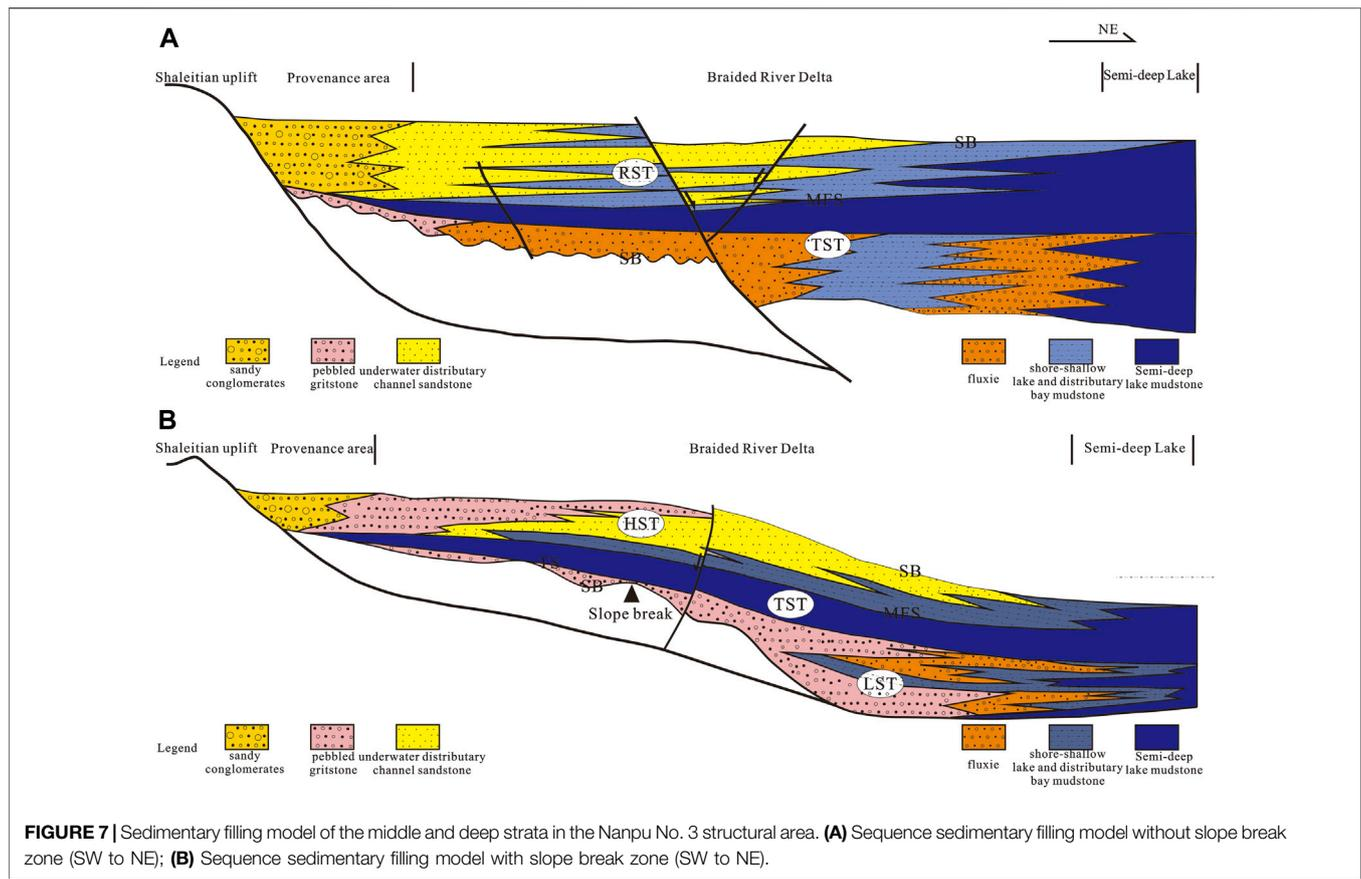 A
NE
Shaleitian uplift Provenance area Braided River Delta Semi-deep Lake
SB
RST
MFS
TST
SB
Legend
sandy conglomerates
pebbled gritstone
underwater distributary channel sandstone
fluxie
shore-shallow lake and distributary bay mudstone
Semi-deep lake mudstone
B
Shaleitian uplift Provenance area Braided River Delta Semi-deep Lake
HST
TS
SB
SB
Slope break
TST
MFS
LST
Legend
sandy conglomerates
pebbled gritstone
underwater distributary channel sandstone
fluxie
shore-shallow lake and distributary bay mudstone
Semi-deep lake mudstone
FIGURE 7 | Sedimentary filling model of the middle and deep strata in the Nanpu No. 3 structural area. (A) Sequence sedimentary filling model without slope break
zone (SW to NE); (B) Sequence sedimentary filling model with slope break zone (SW to NE).